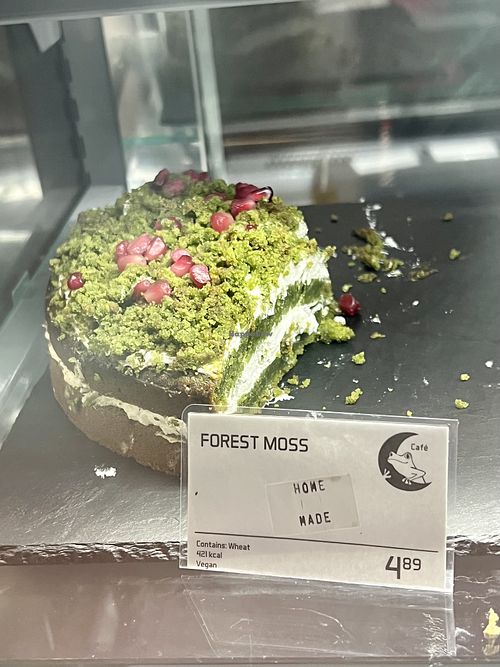 FOREST MOSS
Café
HOME
MADE
Contains: Wheat
421 kcal
Vegan
4.89